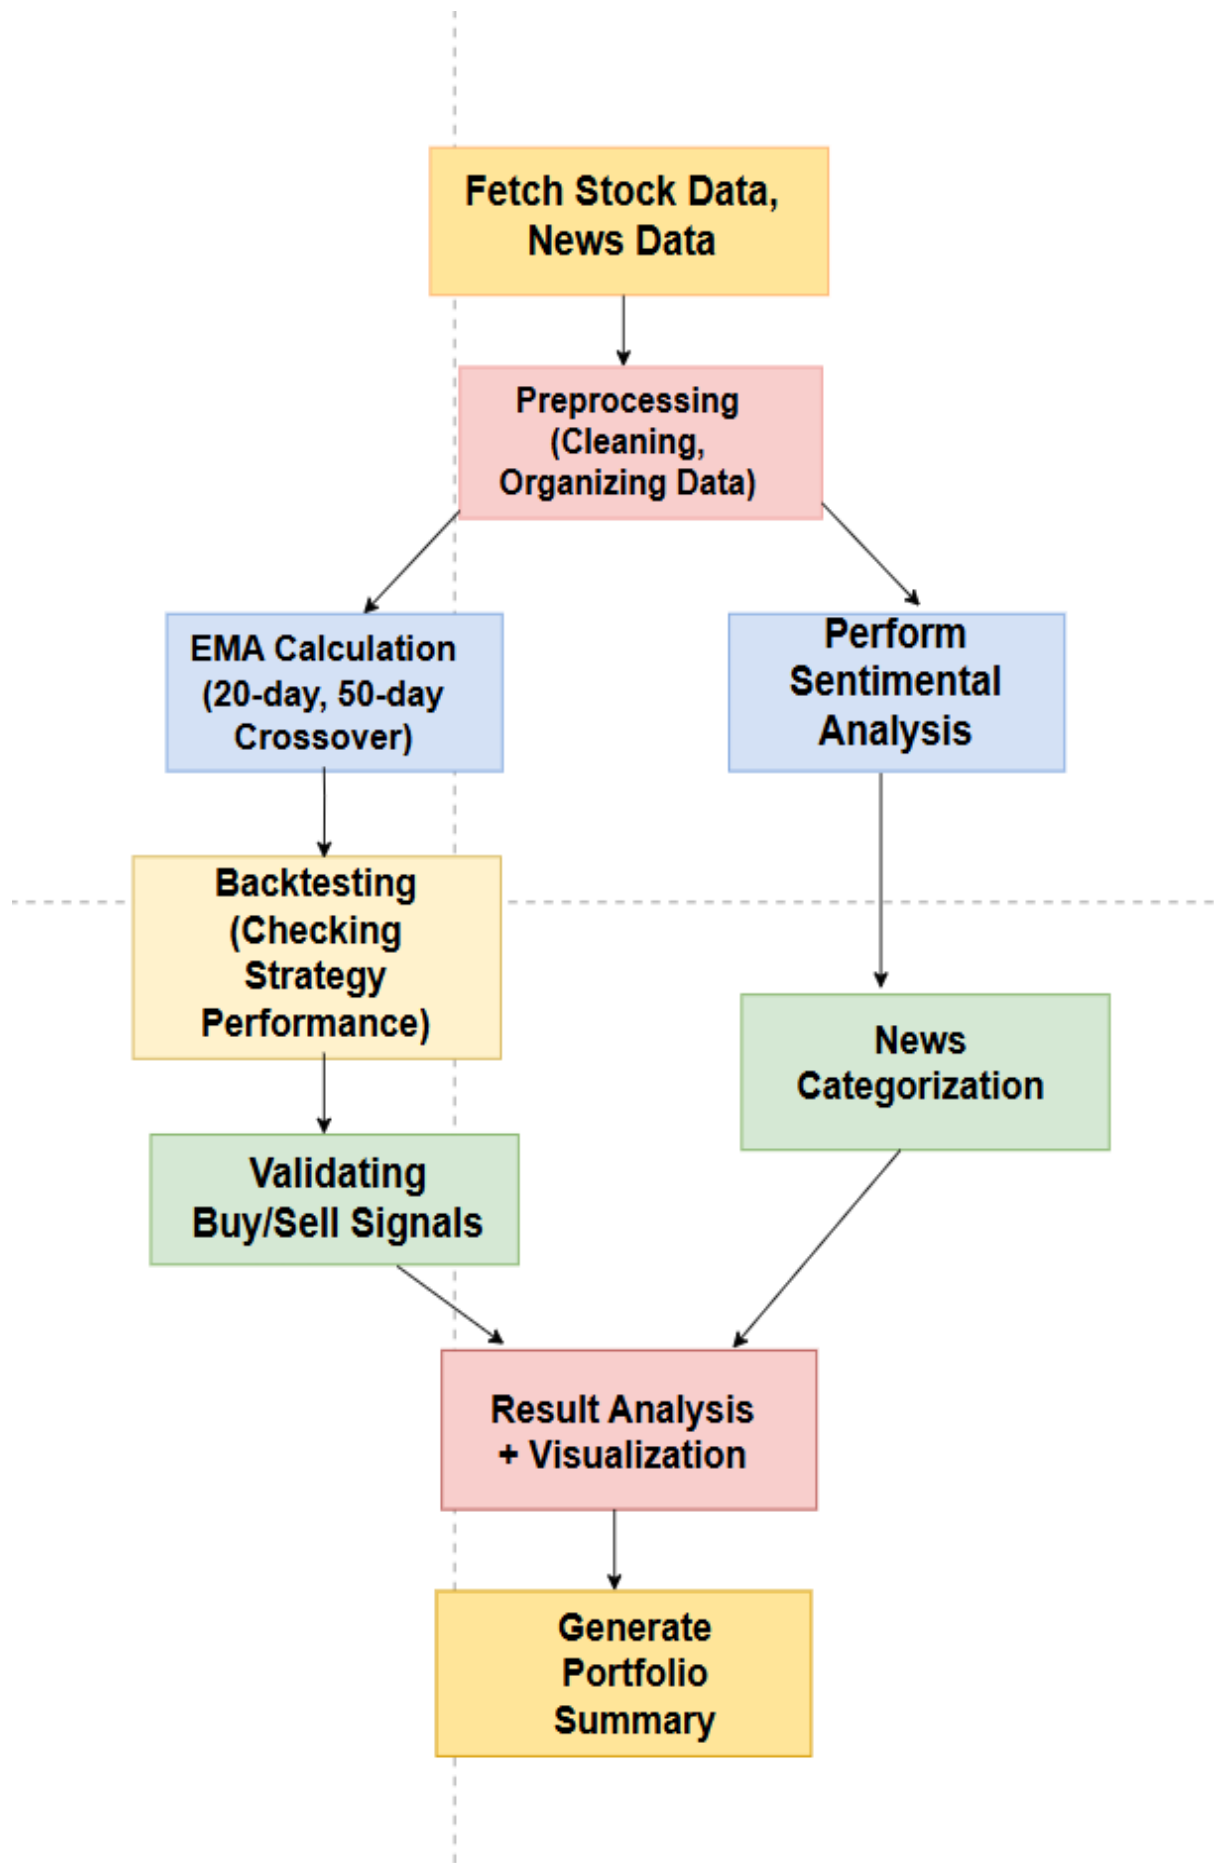 Fetch Stock Data,
News Data
Preprocessing
(Cleaning,
Organizing Data)
EMA Calculation
(20-day, 50-day
Crossover)
Perform
Sentimental
Analysis
Backtesting
(Checking
Strategy
Performance)
News
Categorization
Validating
Buy/Sell Signals
Result Analysis
+ Visualization
Generate
Portfolio
Summary